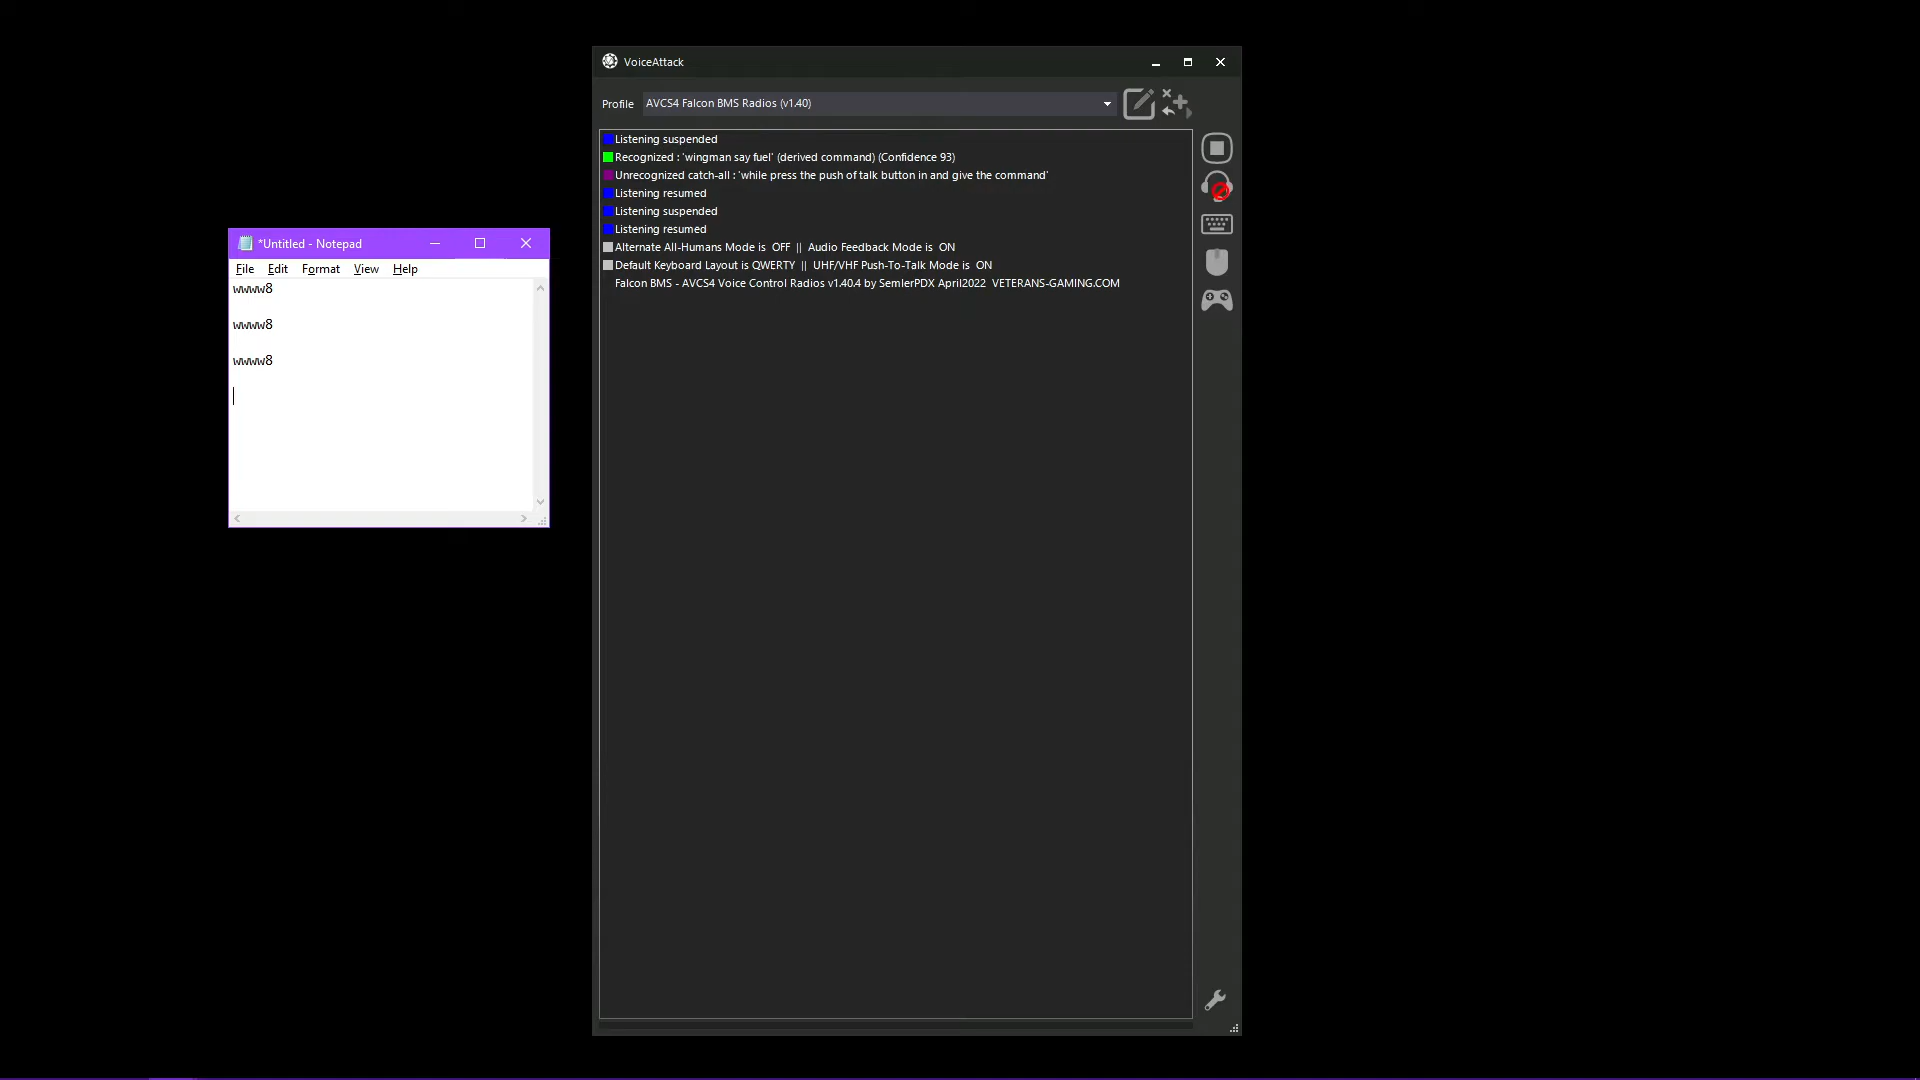 *Untitled - Notepad
File Edit Format View Help
wwww8
wwww8
wwww8
VoiceAttack
Profile AVCS4 Falcon BMS Radios (v1.40)
Listening suspended
Recognized : 'wingman say fuel' (derived command) (Confidence 93)
Unrecognized catch-all : 'while press the push of talk button in and give the command'
Listening resumed
Listening suspended
Listening resumed
Alternate All-Humans Mode is OFF || Audio Feedback Mode is ON
Default Keyboard Layout is QWERTY || UHF/VHF Push-To-Talk Mode is ON
Falcon BMS - AVCS4 Voice Control Radios v1.40.4 by SemlerPDX April2022 VETERANS-GAMING.COM